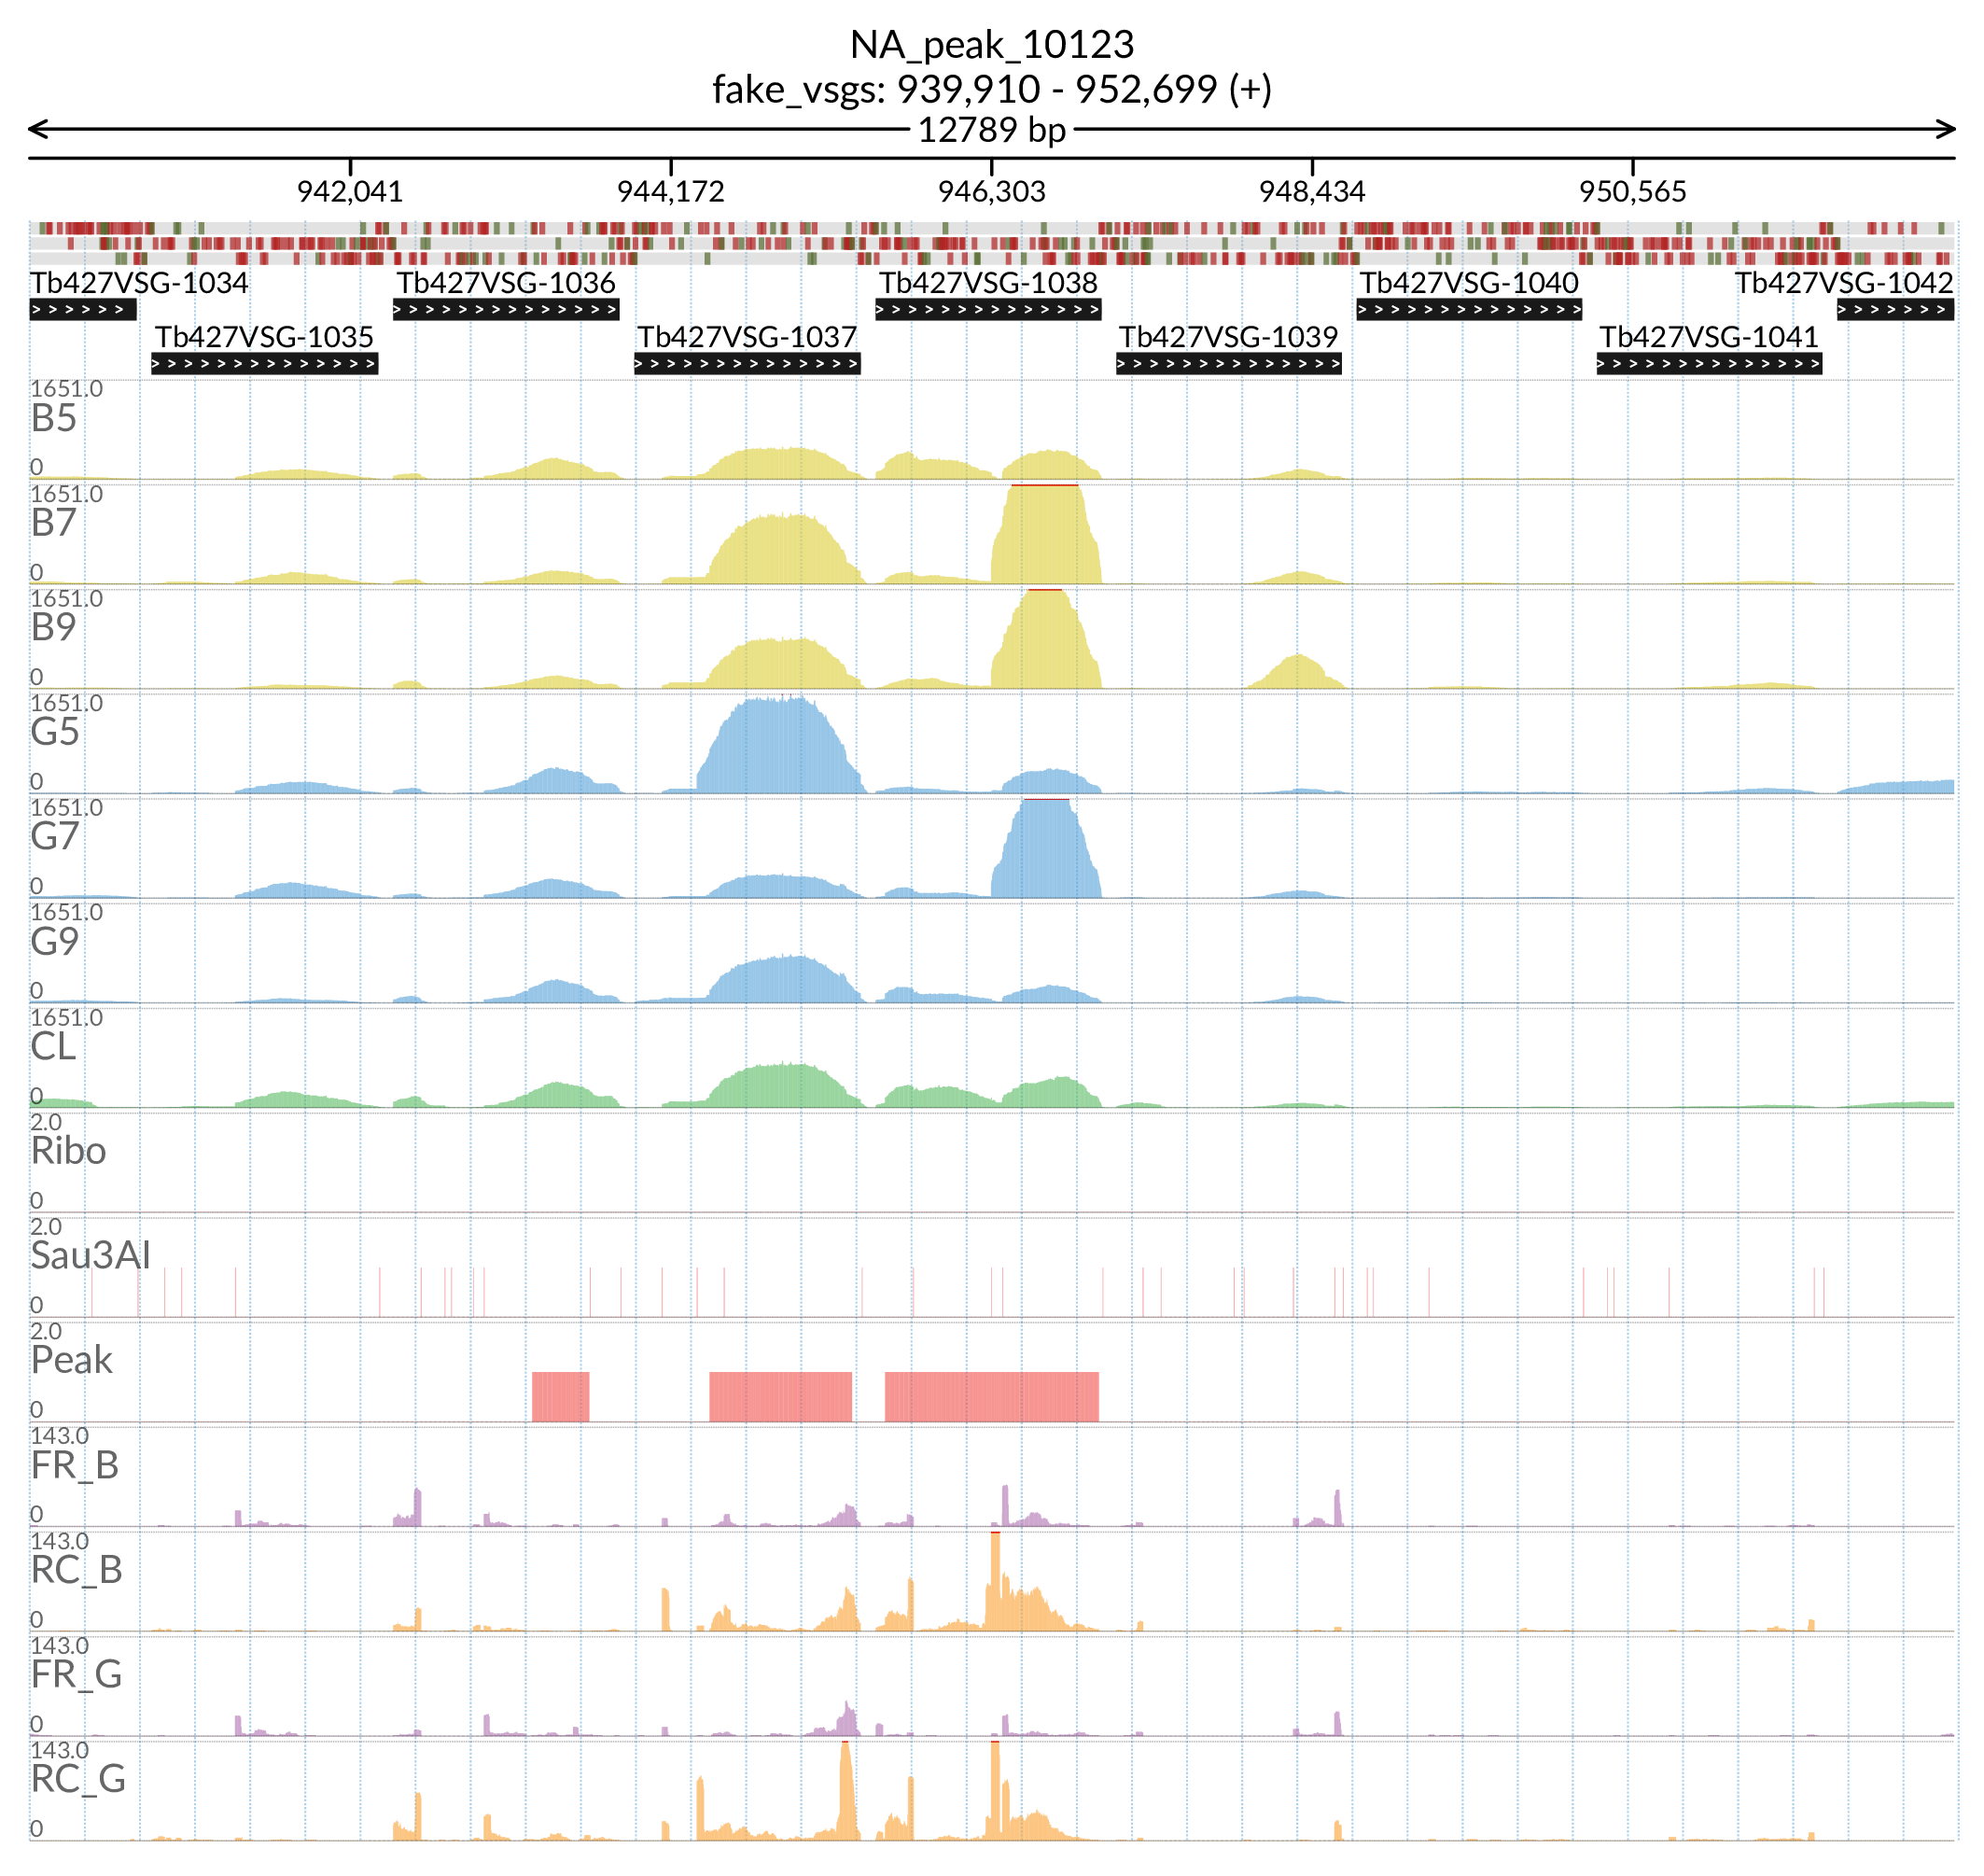 NA_peak_10123
fake_vsgs: 939,910 - 952,699 (+)
12789 bp
942,041 944,172 946,303 948,434 950,565
Tb427VSG-1034 Tb427VSG-1036 Tb427VSG-1038 Tb427VSG-1040 Tb427VSG-1042
Tb427VSG-1035 Tb427VSG-1037 Tb427VSG-1039 Tb427VSG-1041
1651.0
B5
0
1651.0
B7
0
1651.0
B9
0
1651.0
G5
0
1651.0
G7
0
1651.0
G9
0
1651.0
CL
0
2.0
Ribo
0
2.0
Sau3AI
0
2.0
Peak
0
143.0
FR_B
0
143.0
RC_B
0
143.0
FR_G
0
143.0
RC_G
0